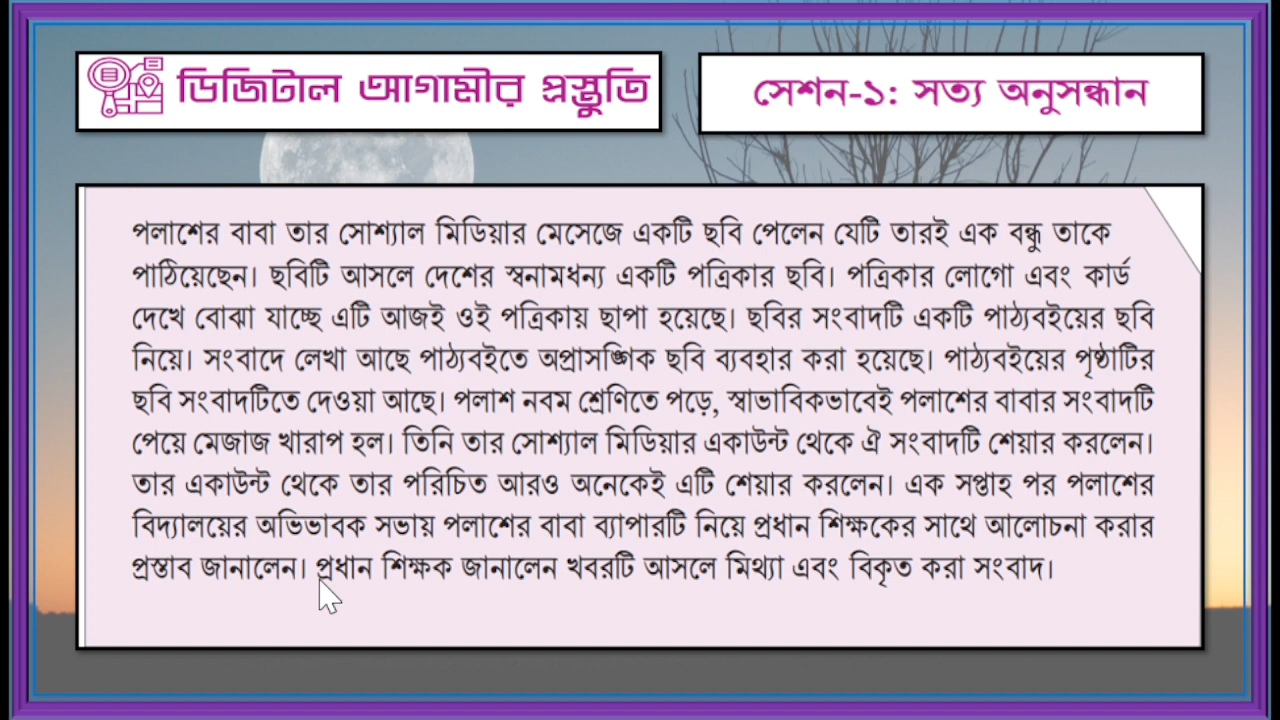 ডিজিটাল আগামীর প্রস্তুতি
সেশন-১: সত্য অনুসন্ধান
পলাশের বাবা তার সোশ্যাল মিডিয়ার মেসেজে একটি ছবি পেলেন যেটি তারই এক বন্ধু তাকে
পাঠিয়েছেন। ছবিটি আসলে দেশের স্বনামধন্য একটি পত্রিকার ছবি। পত্রিকার লোগো এবং কার্ড
দেখে বোঝা যাচ্ছে এটি আজই ওই পত্রিকায় ছাপা হয়েছে। ছবির সংবাদটি একটি পাঠ্যবইয়ের ছবি
নিয়ে। সংবাদে লেখা আছে পাঠ্যবইতে অপ্রাসঙ্গিক ছবি ব্যবহার করা হয়েছে। পাঠ্যবইয়ের পৃষ্ঠাটির
ছবি সংবাদটিতে দেওয়া আছে। পলাশ নবম শ্রেণিতে পড়ে, স্বাভাবিকভাবেই পলাশের বাবার সংবাদটি
পেয়ে মেজাজ খারাপ হল। তিনি তার সোশ্যাল মিডিয়ার একাউন্ট থেকে ঐ সংবাদটি শেয়ার করলেন।
তার একাউন্ট থেকে তার পরিচিত আরও অনেকেই এটি শেয়ার করলেন। এক সপ্তাহ পর পলাশের
বিদ্যালয়ের অভিভাবক সভায় পলাশের বাবা ব্যাপারটি নিয়ে প্রধান শিক্ষকের সাথে আলোচনা করার
প্রস্তাব জানালেন। প্রধান শিক্ষক জানালেন খবরটি আসলে মিথ্যা এবং বিকৃত করা সংবাদ।